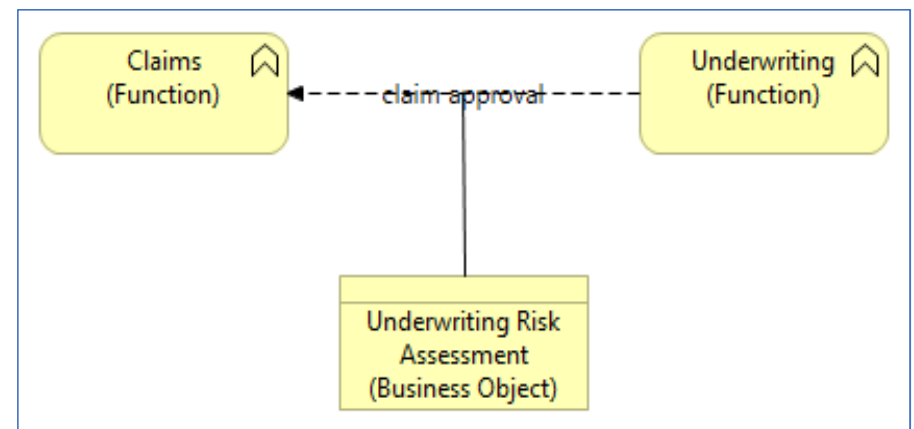 Claims
(Function)
Underwriting
(Function)
claim approval
Underwriting Risk
Assessment
(Business Object)